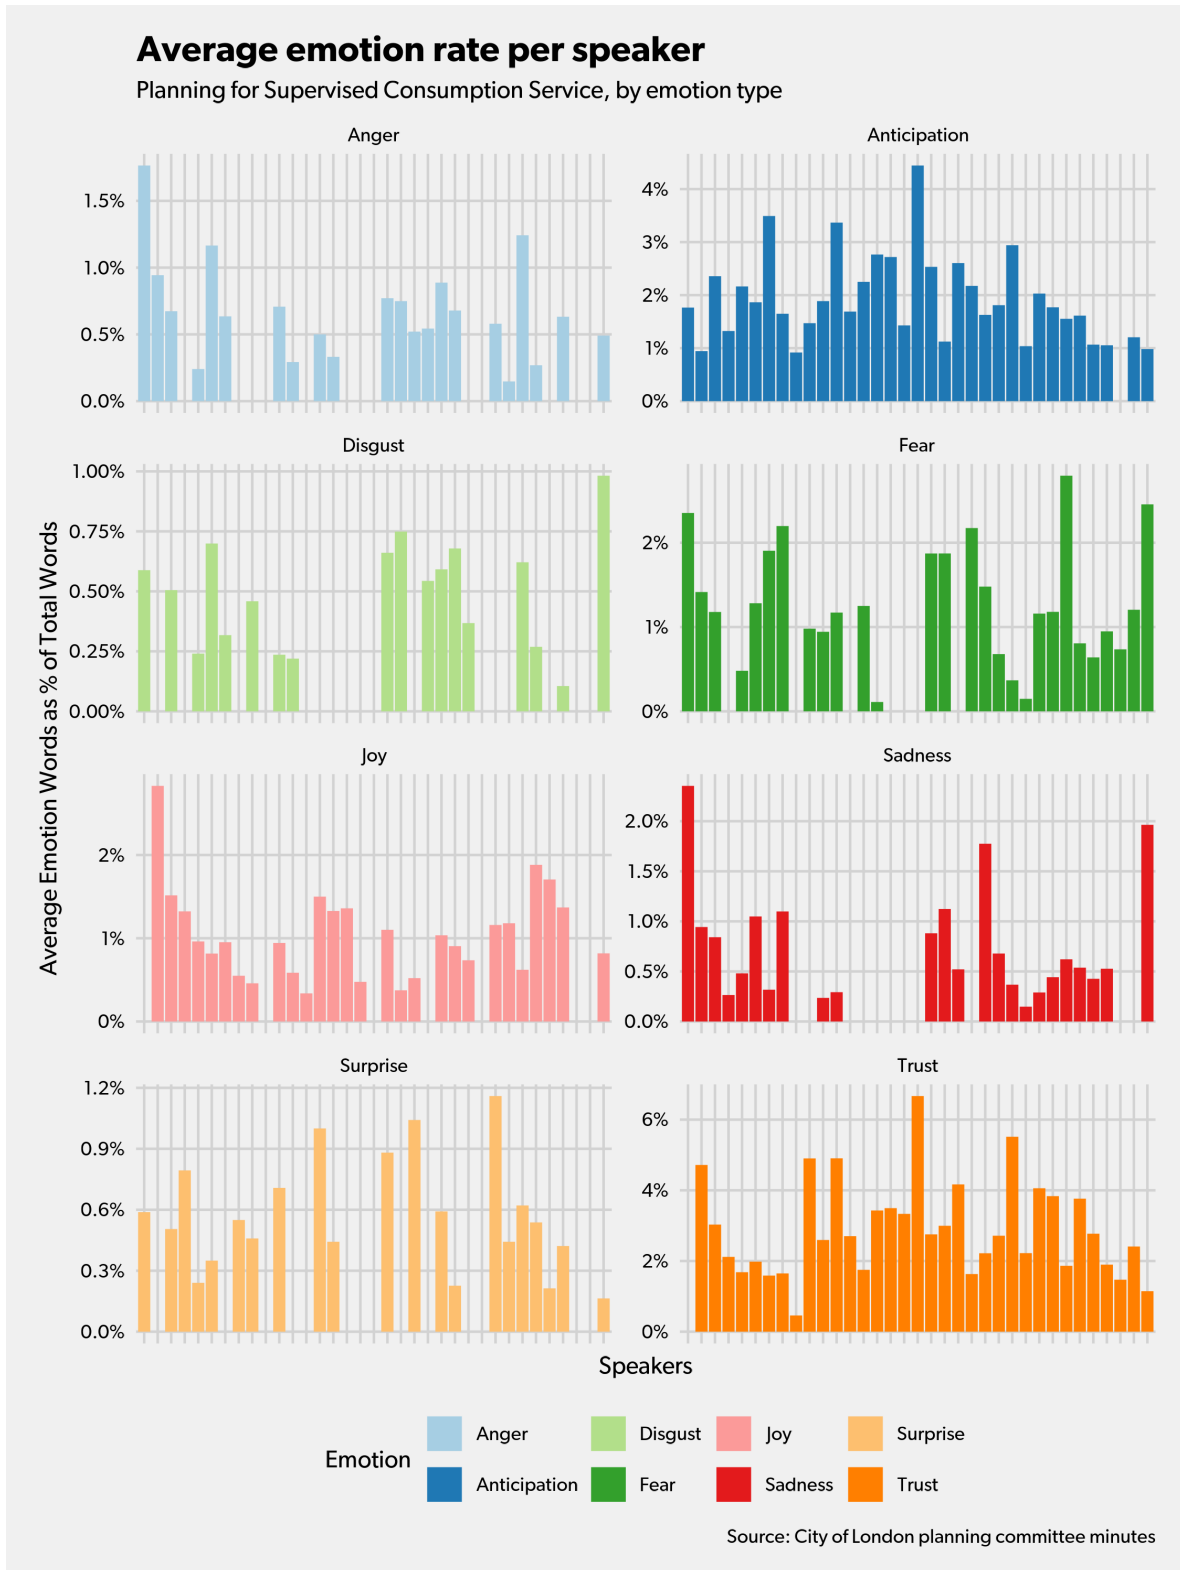 Average emotion rate per speaker
Planning for Supervised Consumption Service, by emotion type
Anger
Anticipation
1.5%
1.0%
0.5%
0.0%
4%
3%
2%
1%
0%
Disgust
Fear
1.00%
0.75%
0.50%
0.25%
0.00%
2%
1%
0%
Average Emotion Words as % of Total Words
Joy
Sadness
2%
1%
0%
2.0%
1.5%
1.0%
0.5%
0.0%
Surprise
Trust
1.2%
0.9%
0.6%
0.3%
0.0%
6%
4%
2%
0%
Speakers
Emotion
Anger
Disgust
Joy
Surprise
Anticipation
Fear
Sadness
Trust
Source: City of London planning committee minutes